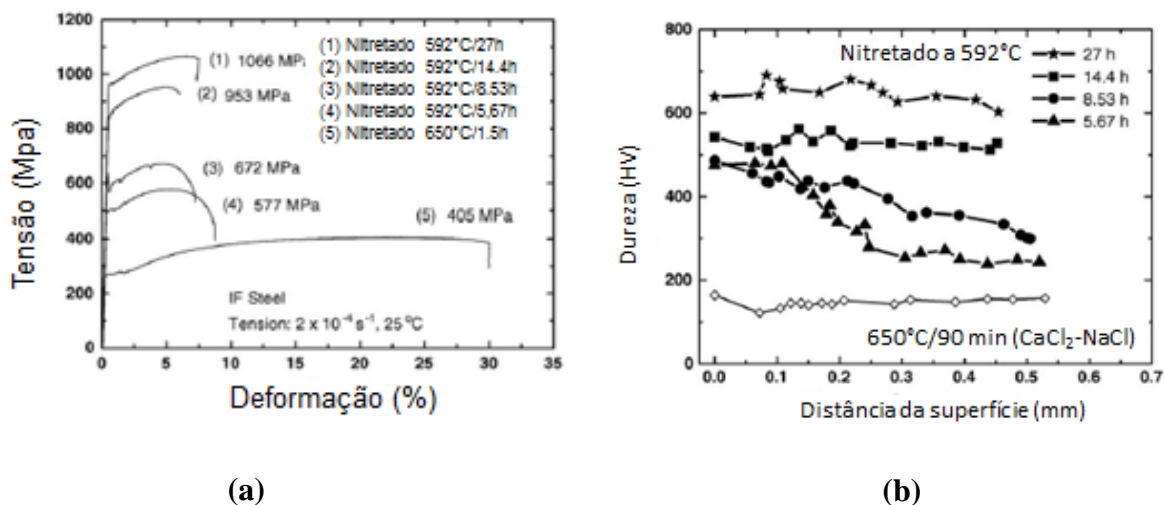 1200
1000
800
600
400
200
0
0
5
10
15
20
25
30
35
Tensão (Mpa)
Deformação (%)
(1) 1066 MPa
(2) 953 MPa
(3) 672 MPa
(4) 577 MPa
(5) 405 MPa
(1) Nitretado 592°C/27h
(2) Nitretado 592°C/14.4h
(3) Nitretado 592°C/8.53h
(4) Nitretado 592°C/5,67h
(5) Nitretado 650°C/1.5h
IF Steel
Tension: 2 x 10⁻⁴ s⁻¹, 25 °C
(a)
800
600
400
200
0
0.0
0.1
0.2
0.3
0.4
0.5
0.6
0.7
Dureza (HV)
Distância da superfície (mm)
Nitretado a 592°C
27 h
14.4 h
8.53 h
5.67 h
650°C/90 min (CaCl₂-NaCl)
(b)